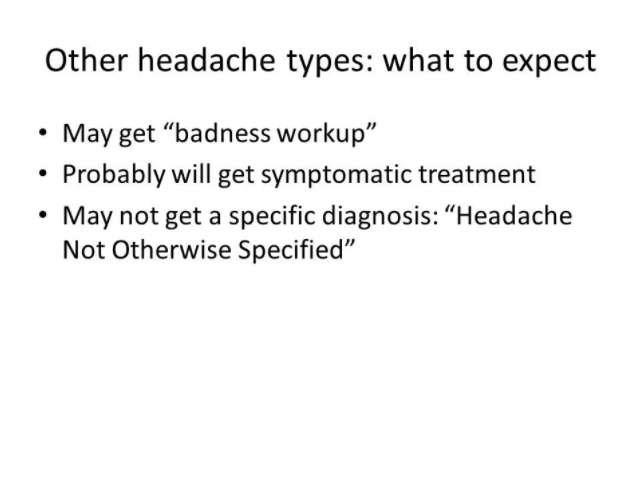 Other headache types: what to expect
• May get “badness workup”
• Probably will get symptomatic treatment
• May not get a specific diagnosis: “Headache
Not Otherwise Specified”